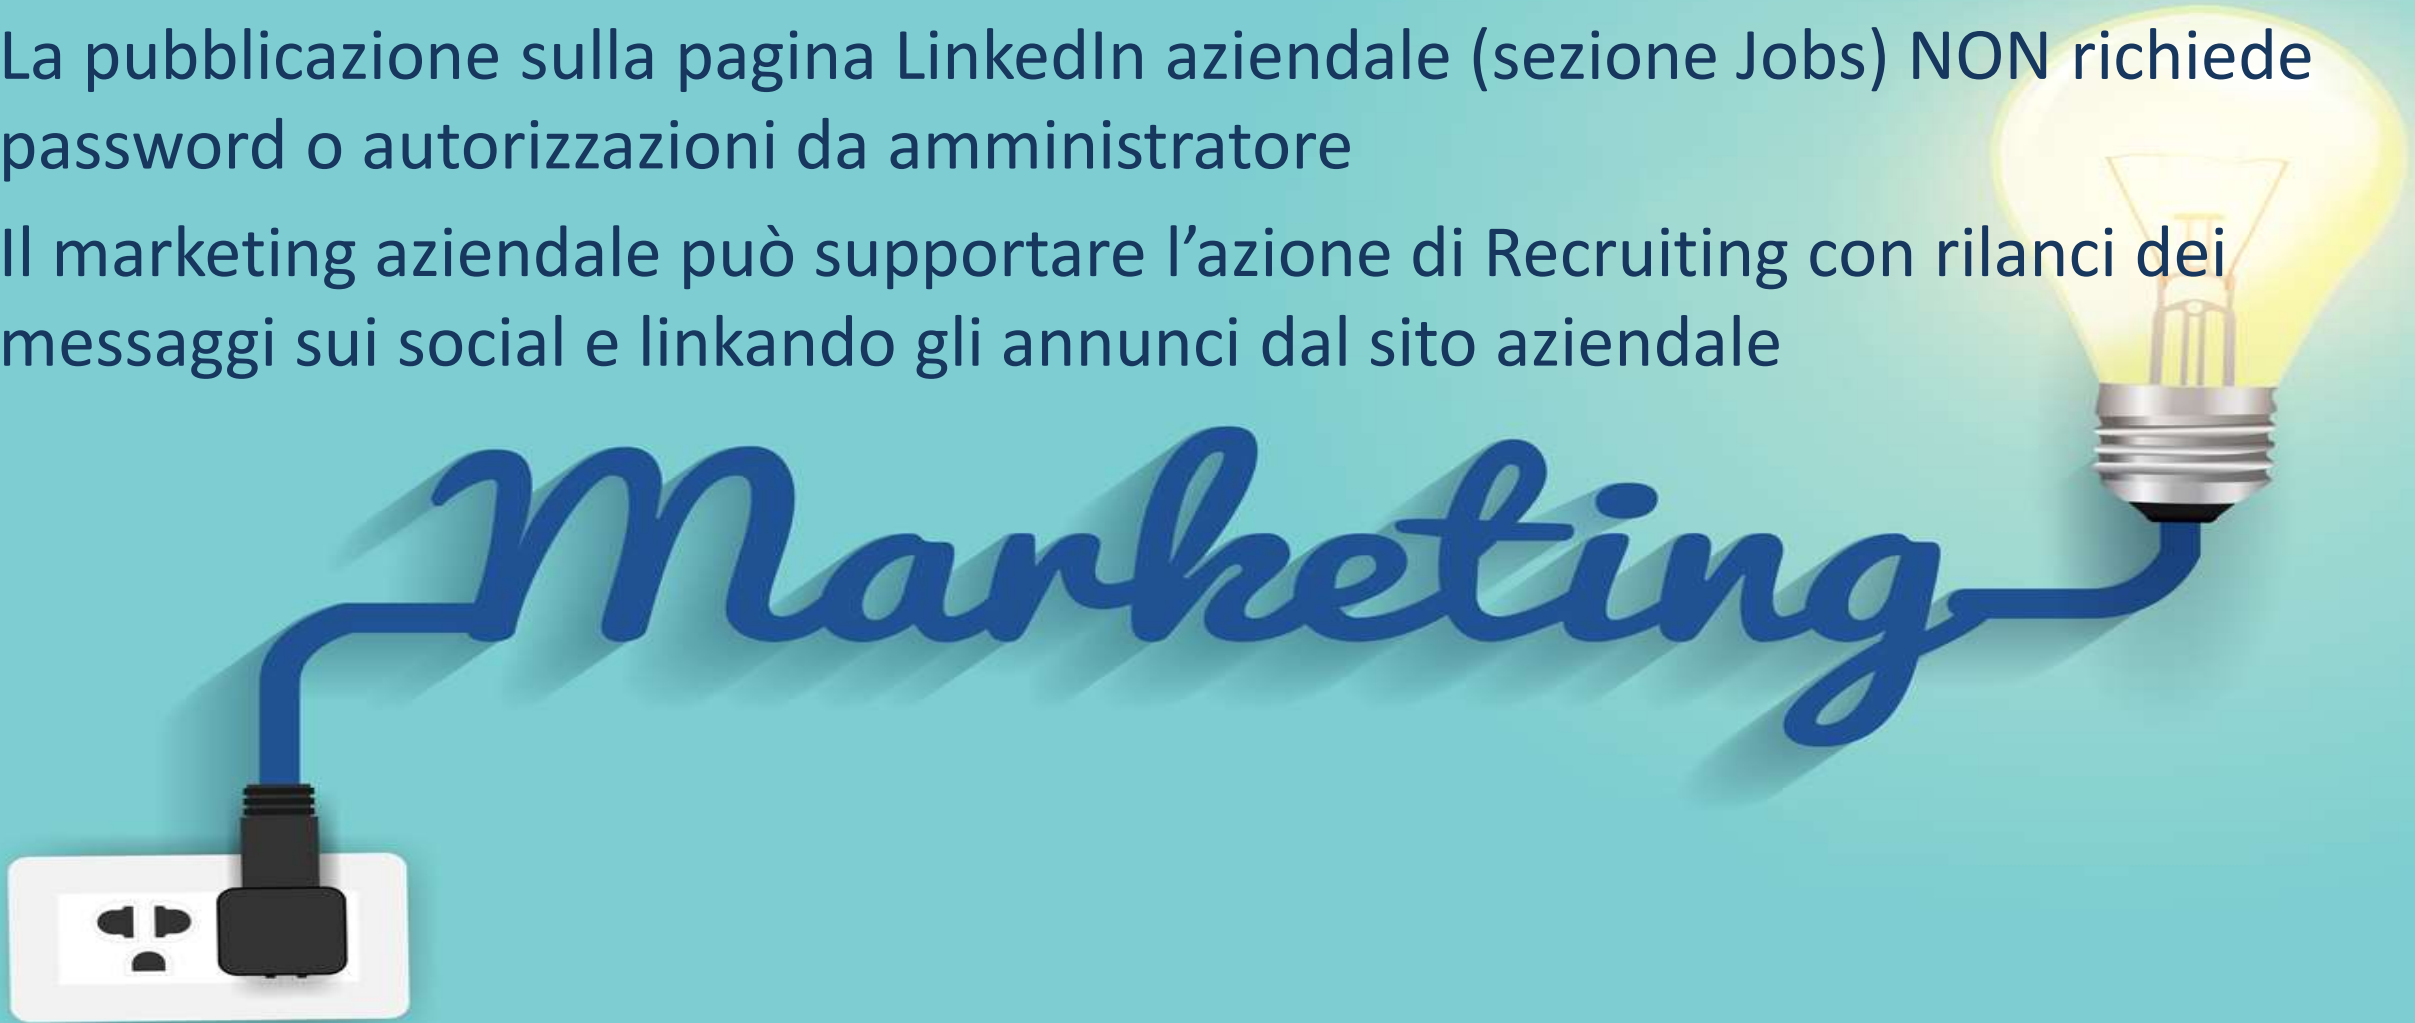 La pubblicazione sulla pagina LinkedIn aziendale (sezione Jobs) NON richiede
password o autorizzazioni da amministratore
Il marketing aziendale può supportare l’azione di Recruiting con rilanci dei
messaggi sui social e linkando gli annunci dal sito aziendale
Marketing